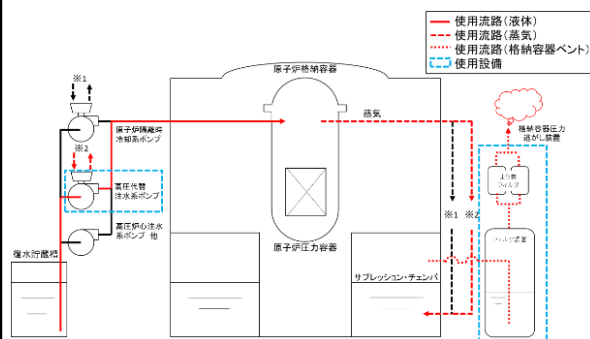 使用流路(液体)
使用流路(蒸気)
使用流路(格納容器ベント)
使用設備
原子炉格納容器
※1
原子炉隔離時
冷却系ポンプ
蒸気
格納容器圧力
逃がし装置
※2
高圧代替
注水系ポンプ
よう素
フィルタ
高圧炉心注水
系ポンプ 他
※1
※2
原子炉圧力容器
フィルタ装置
復水貯蔵槽
サプレッション・チェンバ